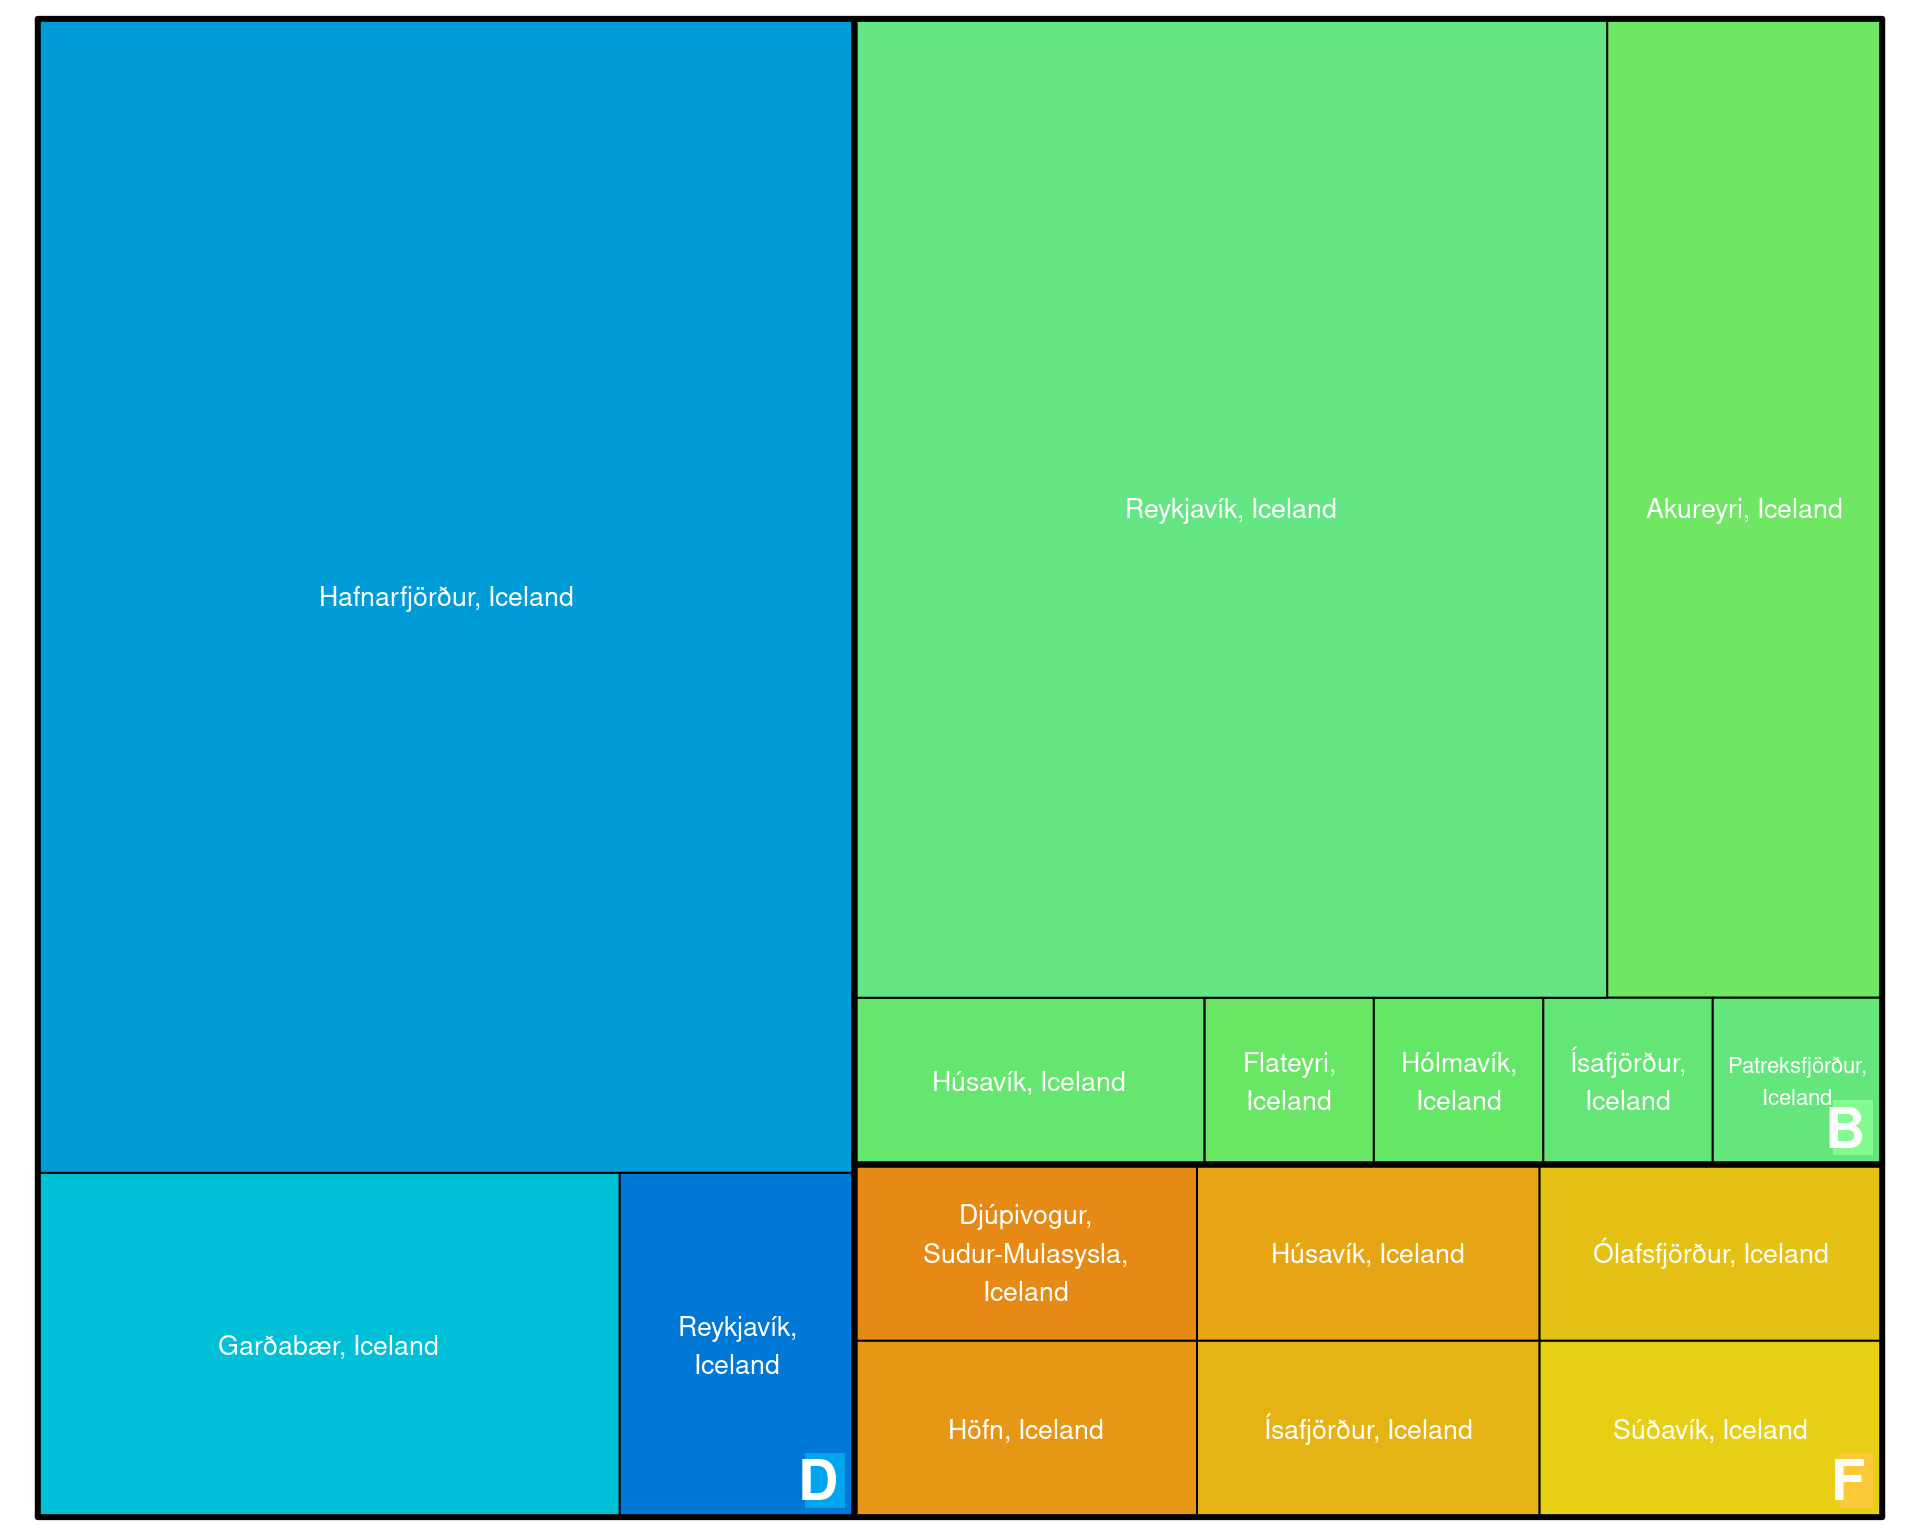 Hafnarfjörður, Iceland
Garðabær, Iceland
Reykjavík,
Iceland
D
Reykjavík, Iceland
Akureyri, Iceland
Húsavík, Iceland
Flateyri,
Iceland
Hólmavík,
Iceland
Ísafjörður,
Iceland
Patreksfjörður,
Iceland
B
Djúpivogur,
Sudur-Mulasysla,
Iceland
Húsavík, Iceland
Ólafsfjörður, Iceland
Höfn, Iceland
Ísafjörður, Iceland
Súðavík, Iceland
F